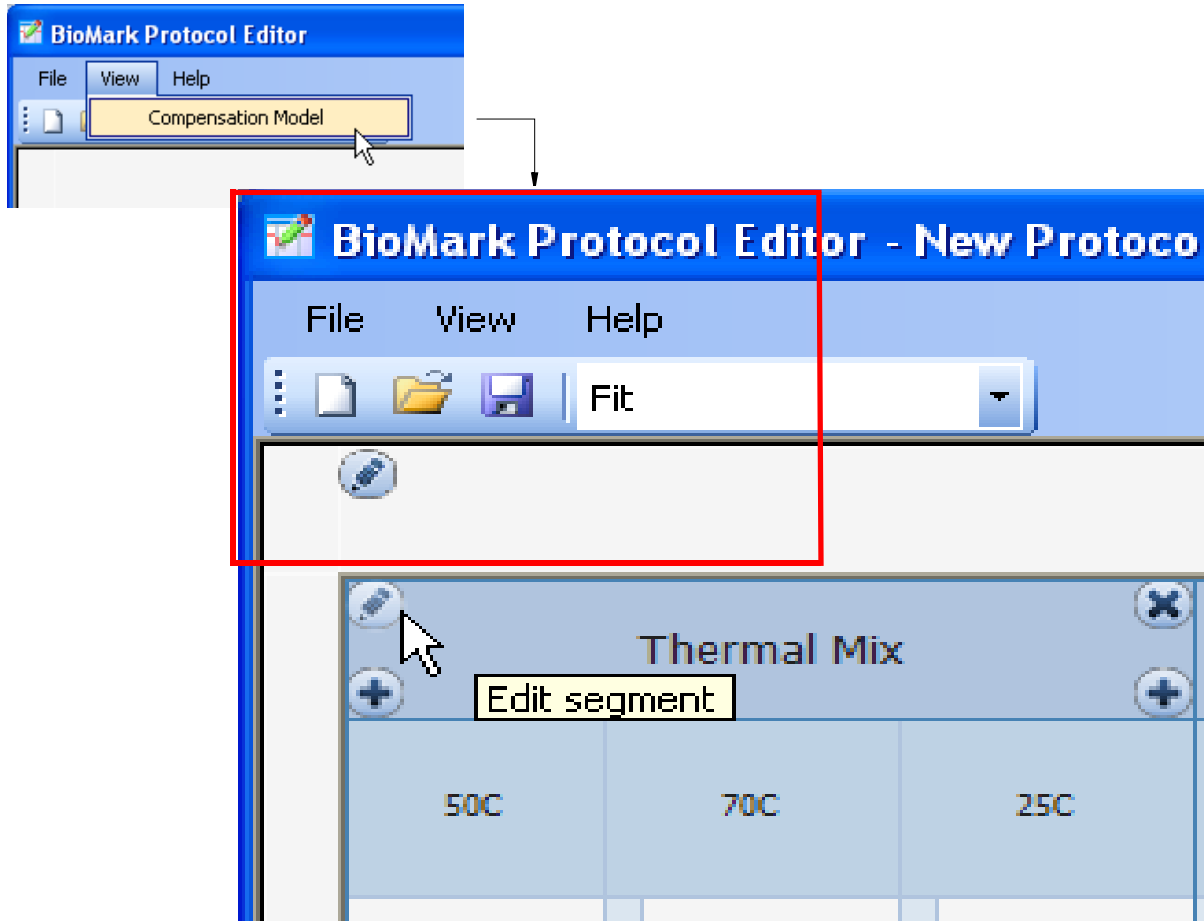 BioMark Protocol Editor
File View Help
Compensation Model
BioMark Protocol Editor - New Protoco
File View Help
Fit
Thermal Mix
Edit segment
50C 70C 25C